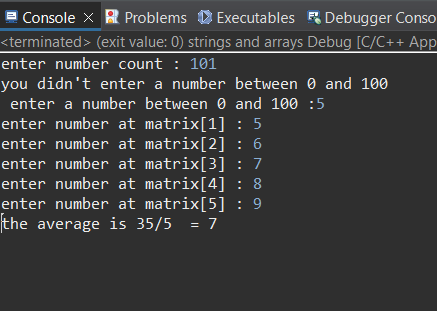 Console × Problems Executables Debugger Conso
<terminated> (exit value: 0) strings and arrays Debug [C/C++ App
enter number count : 101
you didn't enter a number between 0 and 100
enter a number between 0 and 100 :5
enter number at matrix[1] : 5
enter number at matrix[2] : 6
enter number at matrix[3] : 7
enter number at matrix[4] : 8
enter number at matrix[5] : 9
the average is 35/5  = 7